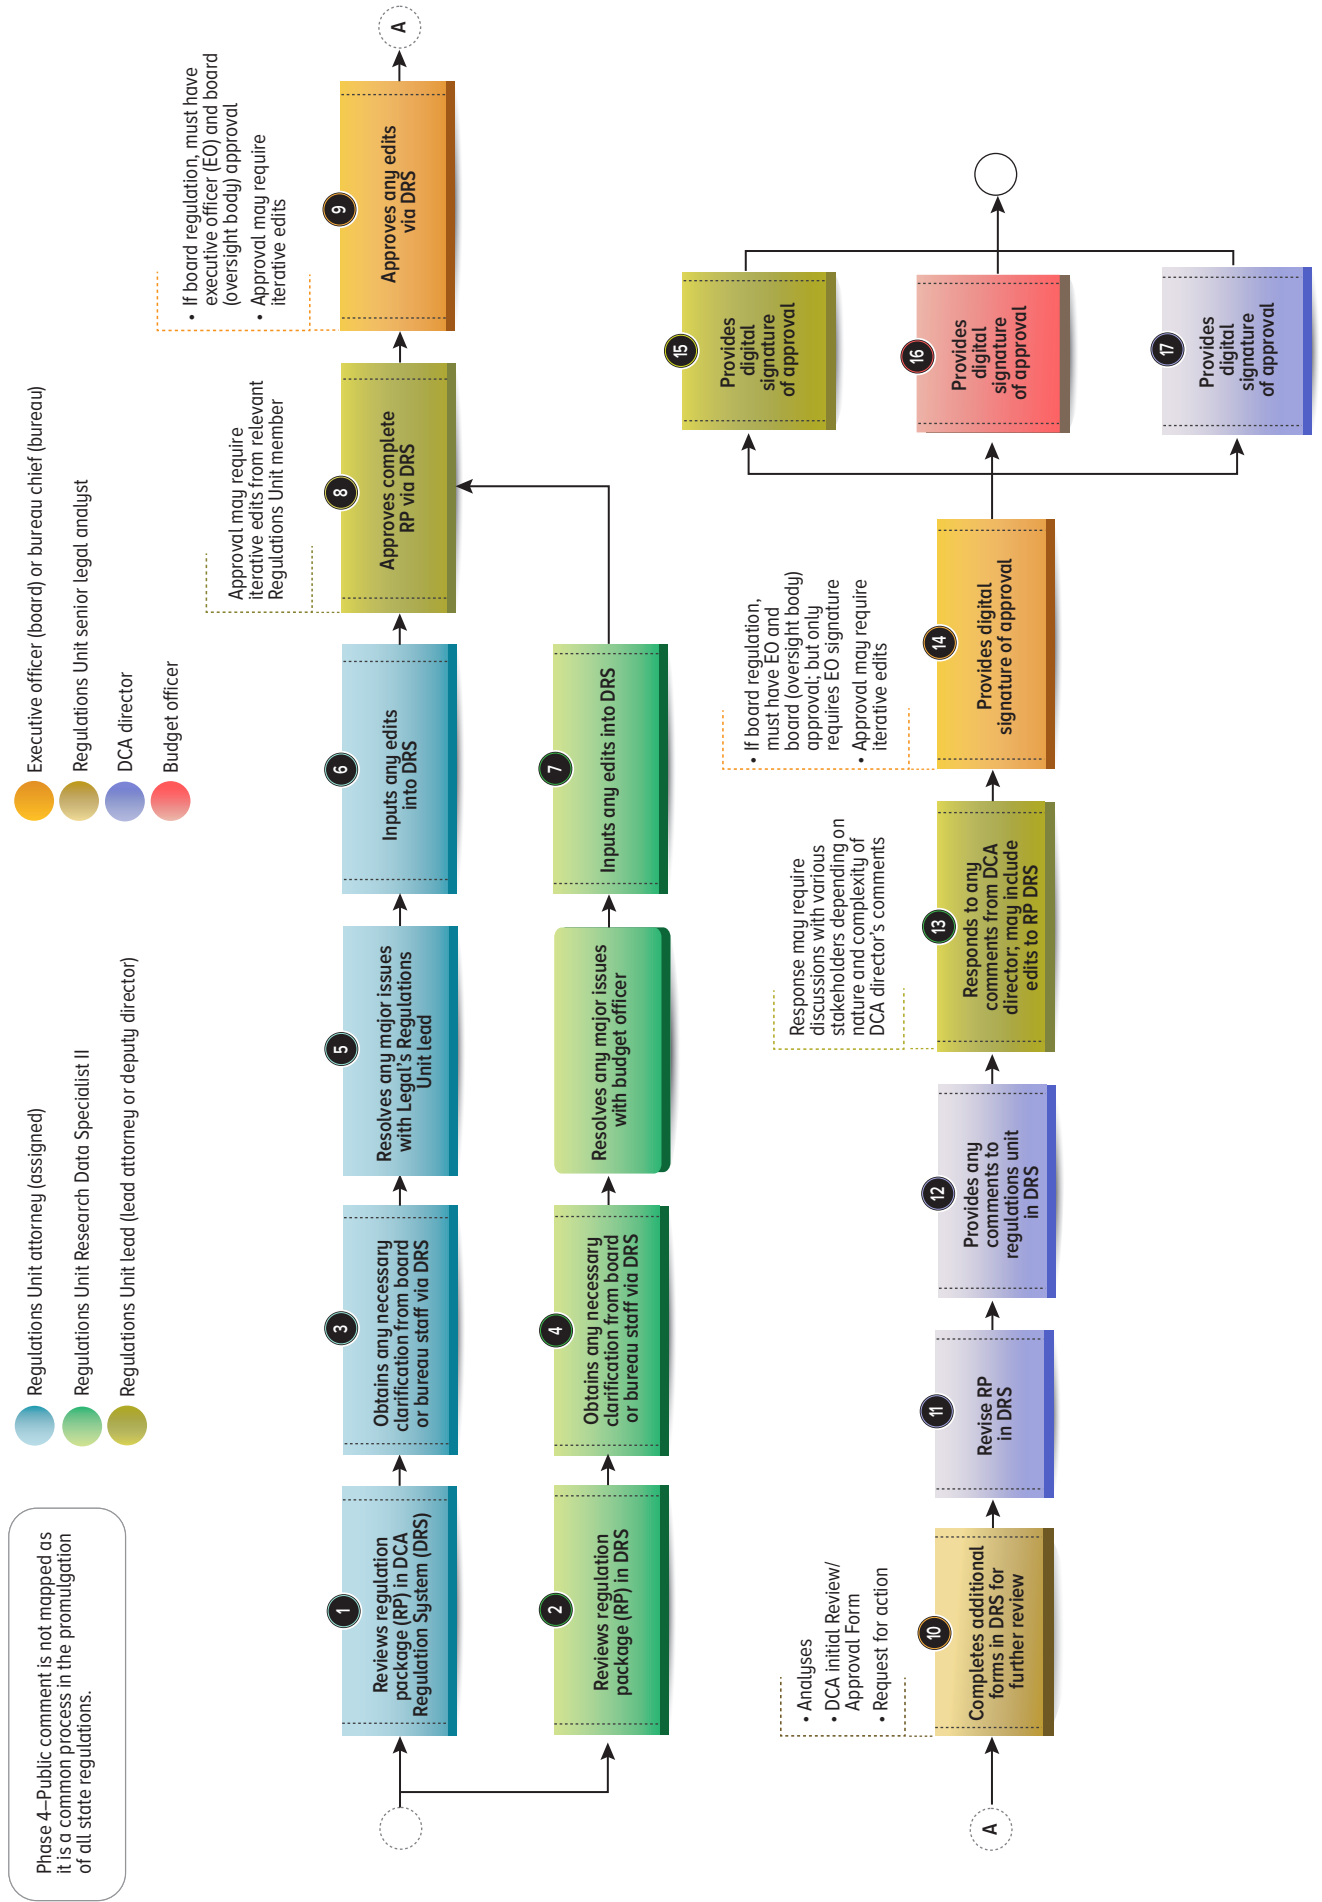 Phase 4–Public comment is not mapped as
it is a common process in the promulgation
of all state regulations.
Regulations Unit attorney (assigned)
Regulations Unit Research Data Specialist II
Regulations Unit lead (lead attorney or deputy director)
Executive officer (board) or bureau chief (bureau)
Regulations Unit senior legal analyst
DCA director
Budget officer
1
Reviews regulation
package (RP) in DCA
Regulation System (DRS)
3
Obtains any necessary
clarification from board
or bureau staff via DRS
5
Resolves any major issues
with Legal's Regulations
Unit lead
6
Inputs any edits
into DRS
8
Approves complete
RP via DRS
Approval may require
iterative edits from relevant
Regulations Unit member
9
Approves any edits
via DRS
• If board regulation, must have
executive officer (EO) and board
(oversight body) approval
• Approval may require
iterative edits
A
2
Reviews regulation
package (RP) in DRS
4
Obtains any necessary
clarification from board
or bureau staff via DRS
Resolves any major issues
with budget officer
7
Inputs any edits into DRS
A
10
Completes additional
forms in DRS for
further review
• Analyses
• DCA initial Review/
Approval Form
• Request for action
11
Revise RP
in DRS
12
Provides any
comments to
regulations unit
in DRS
13
Responds to any
comments from DCA
director; may include
edits to RP DRS
Response may require
discussions with various
stakeholders depending on
nature and complexity of
DCA director's comments
14
Provides digital
signature of approval
• If board regulation,
must have EO and
board (oversight body)
approval; but only
requires EO signature
• Approval may require
iterative edits
15
Provides
digital
signature
of approval
16
Provides
digital
signature
of approval
17
Provides
digital
signature
of approval